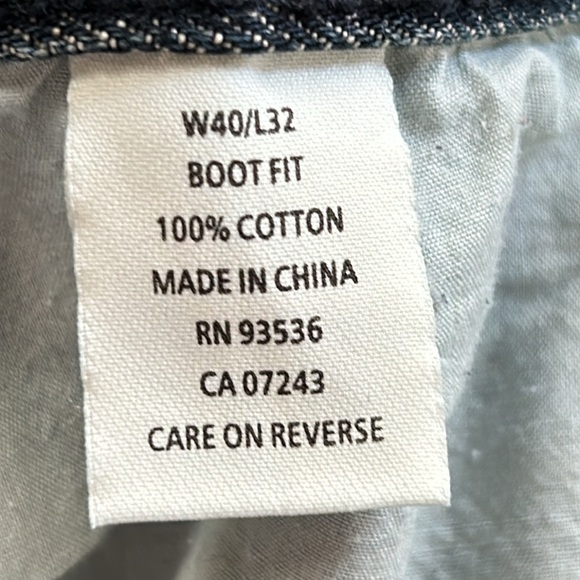 W40/L32
BOOT FIT
100% COTTON
MADE IN CHINA
RN 93536
CA 07243
CARE ON REVERSE